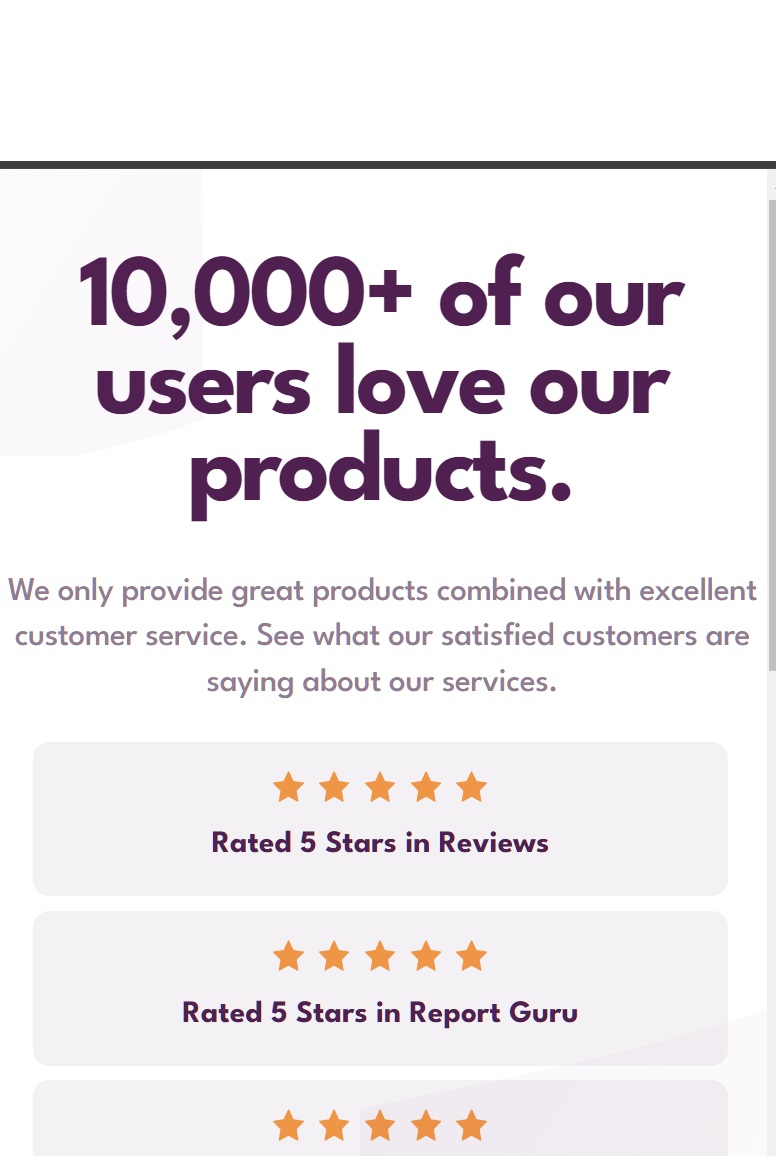 10,000+ of our
users love our
products.
We only provide great products combined with excellent
customer service. See what our satisfied customers are
saying about our services.
Rated 5 Stars in Reviews
Rated 5 Stars in Report Guru